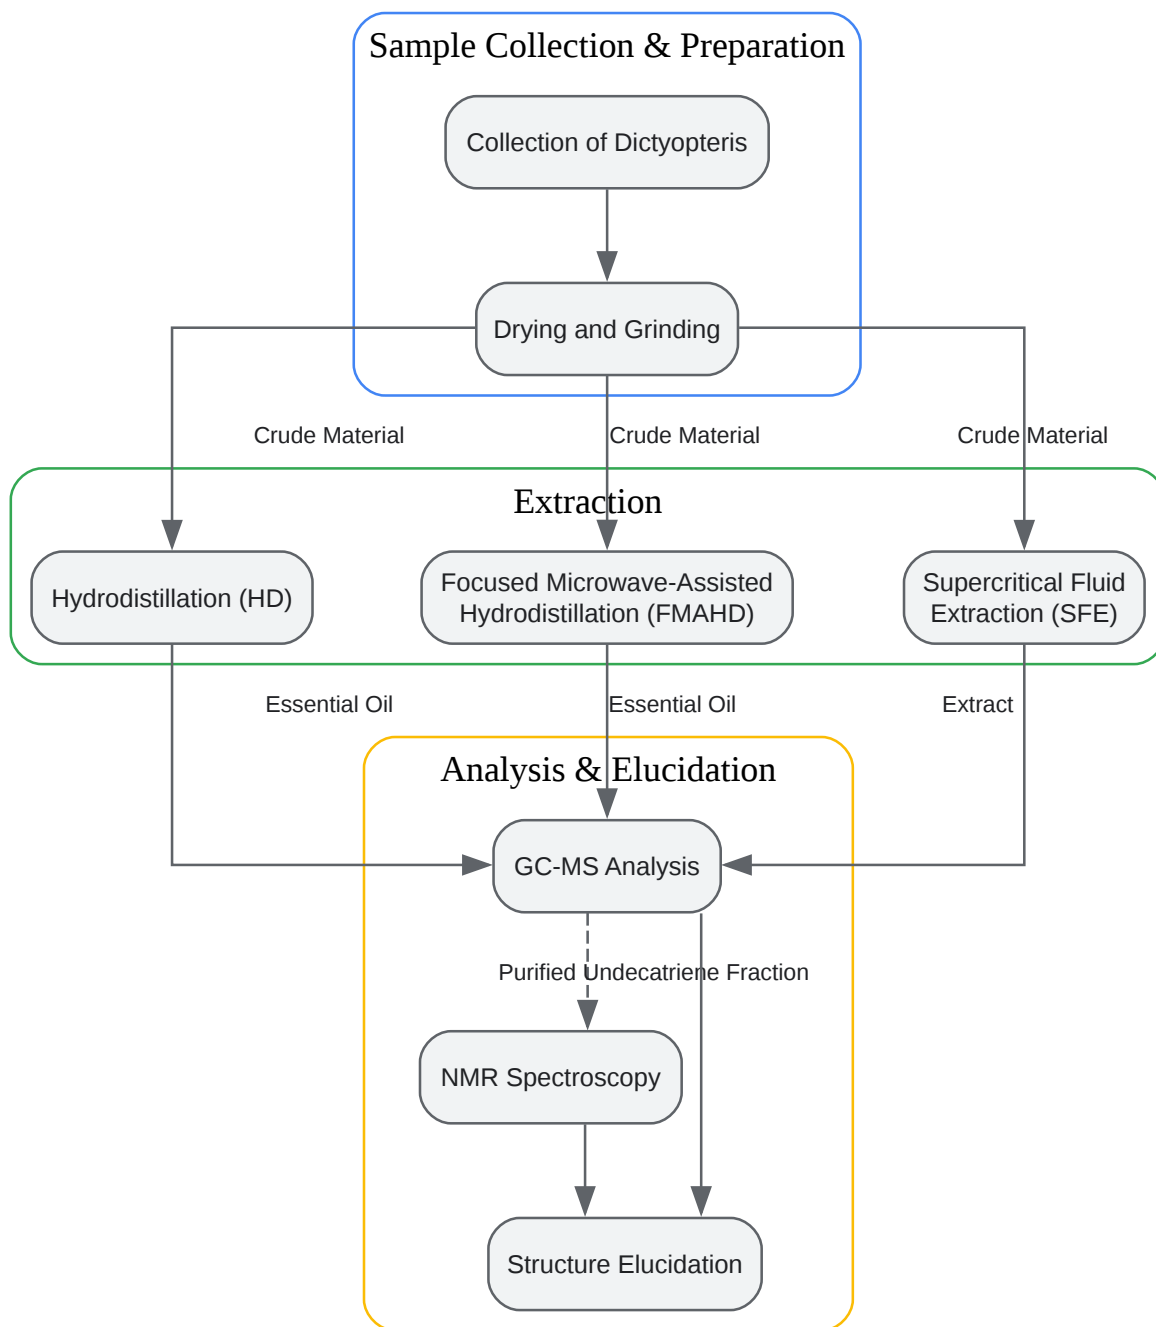 Sample Collection & Preparation
Collection of Dictyopteris
Drying and Grinding
Crude Material
Crude Material
Crude Material
Extraction
Hydrodistillation (HD)
Focused Microwave-Assisted
Hydrodistillation (FMAHD)
Supercritical Fluid
Extraction (SFE)
Essential Oil
Essential Oil
Extract
Analysis & Elucidation
GC-MS Analysis
Purified Undecatriene Fraction
NMR Spectroscopy
Structure Elucidation